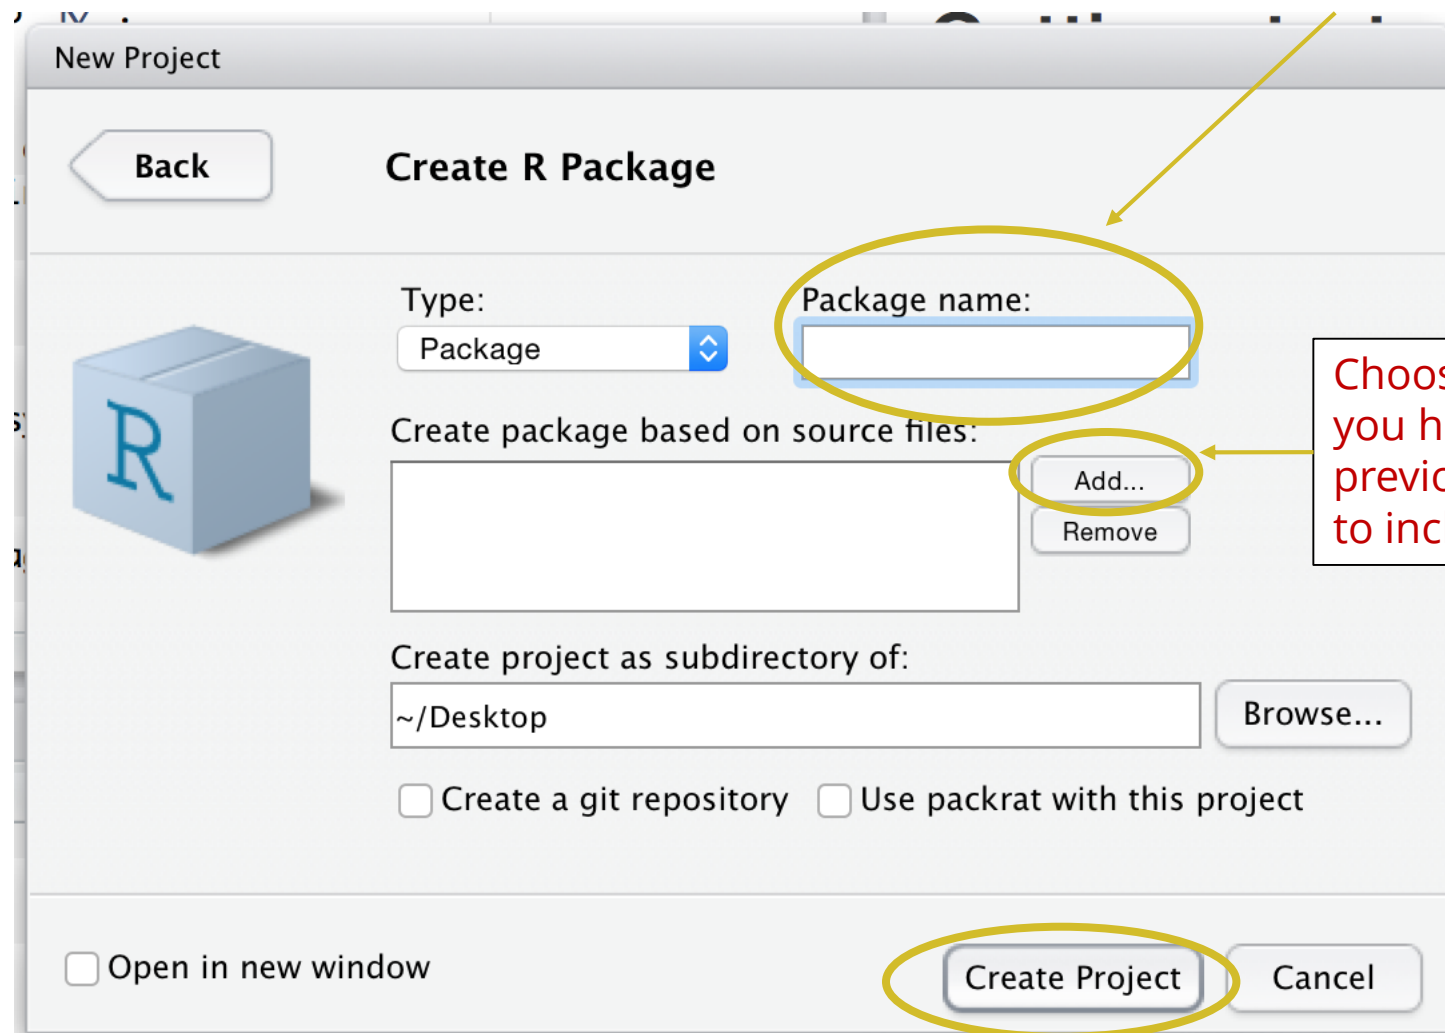 New Project
Back
Create R Package
Type:
Package name:
Package
R
Create package based on source files:
Add...
Remove
you
to
Create project as subdirectory of:
~/Desktop
Browse...
Create a git repository
Use packrat with this project
Open in new window
Create Project
Cancel